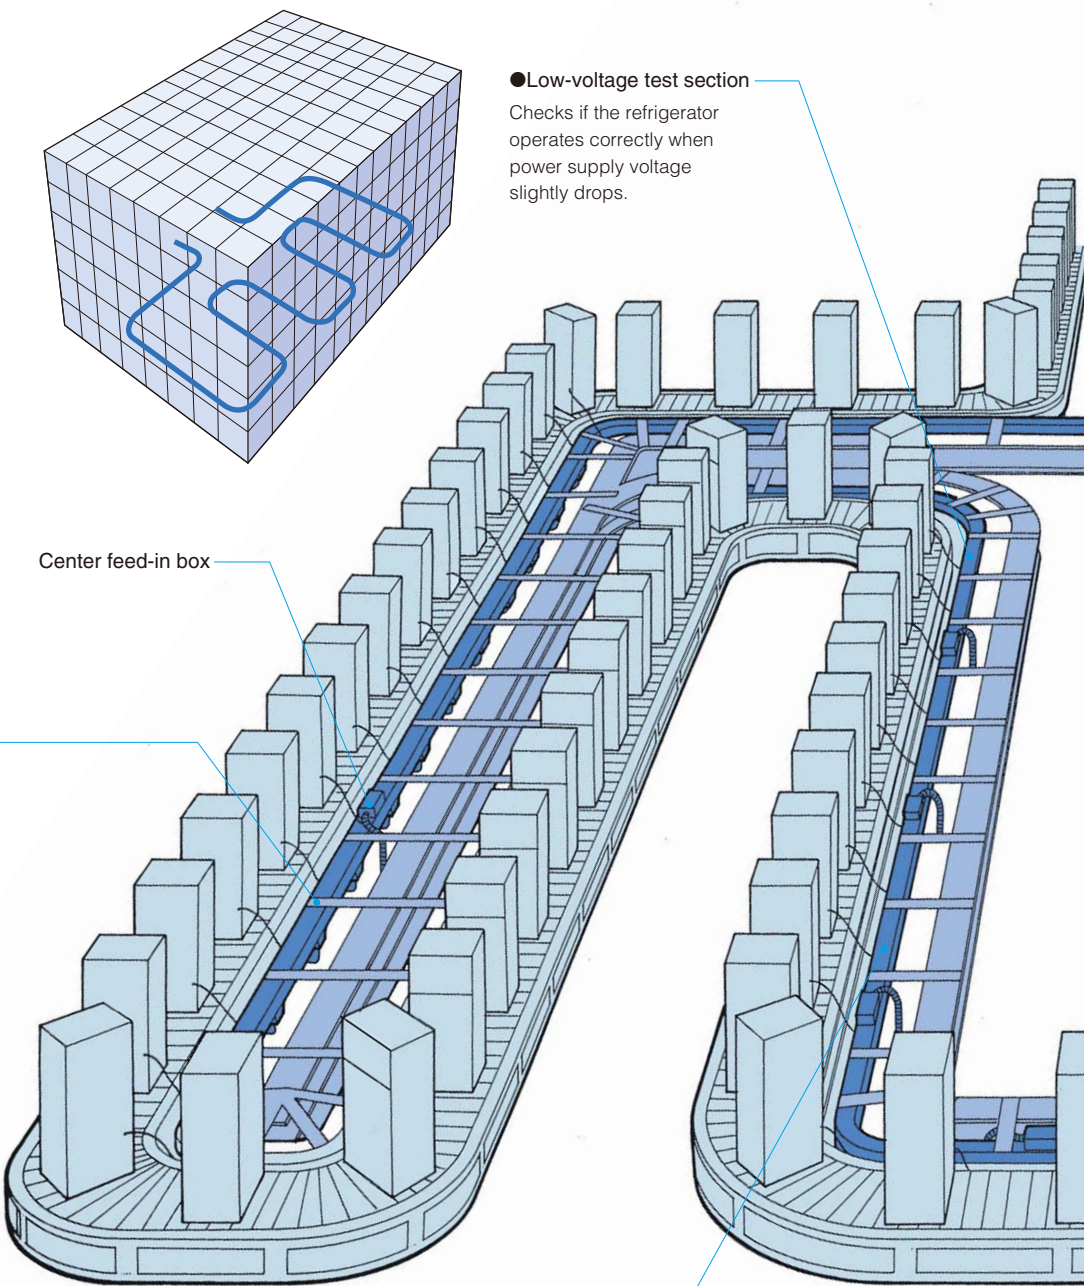 ●Low-voltage test section
Checks if the refrigerator
operates correctly when
power supply voltage
slightly drops.
Center feed-in box